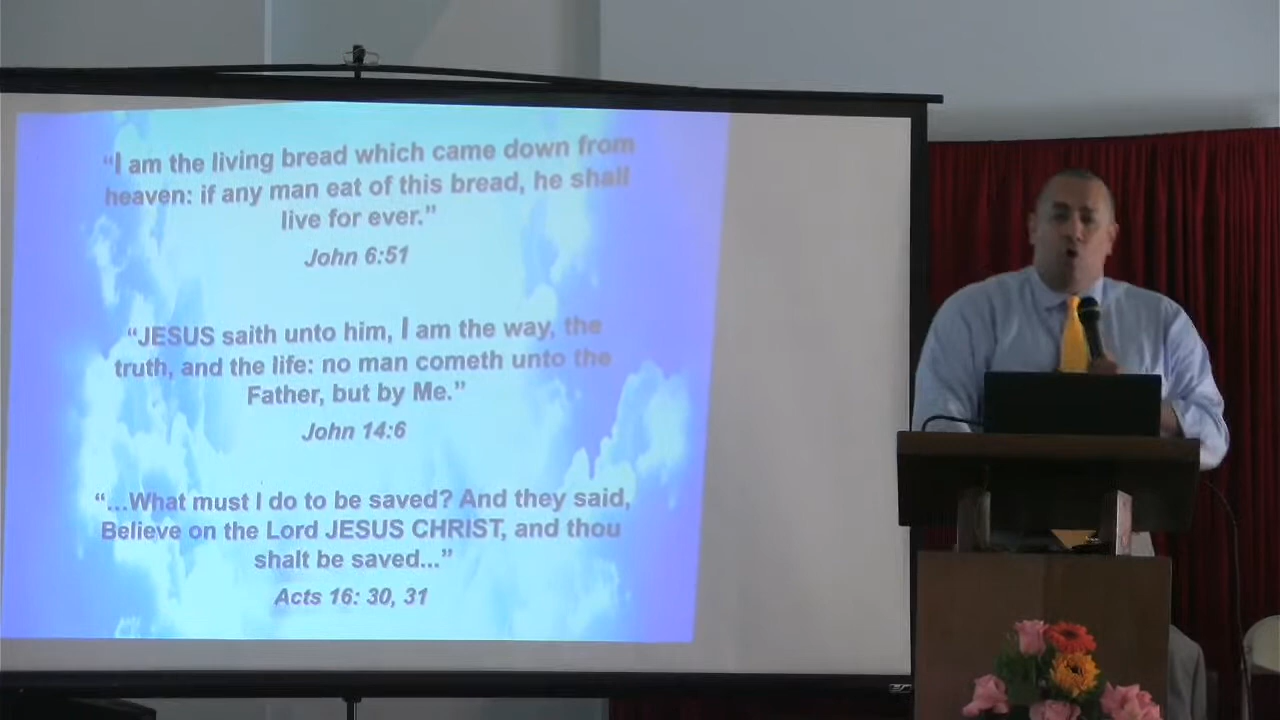 “I am the living bread which came down from
heaven: if any man eat of this bread, he shall
live for ever.”
John 6:51
“JESUS saith unto him, I am the way, the
truth, and the life: no man cometh unto the
Father, but by Me.”
John 14:6
“...What must I do to be saved? And they said,
Believe on the Lord JESUS CHRIST, and thou
shalt be saved...”
Acts 16: 30, 31